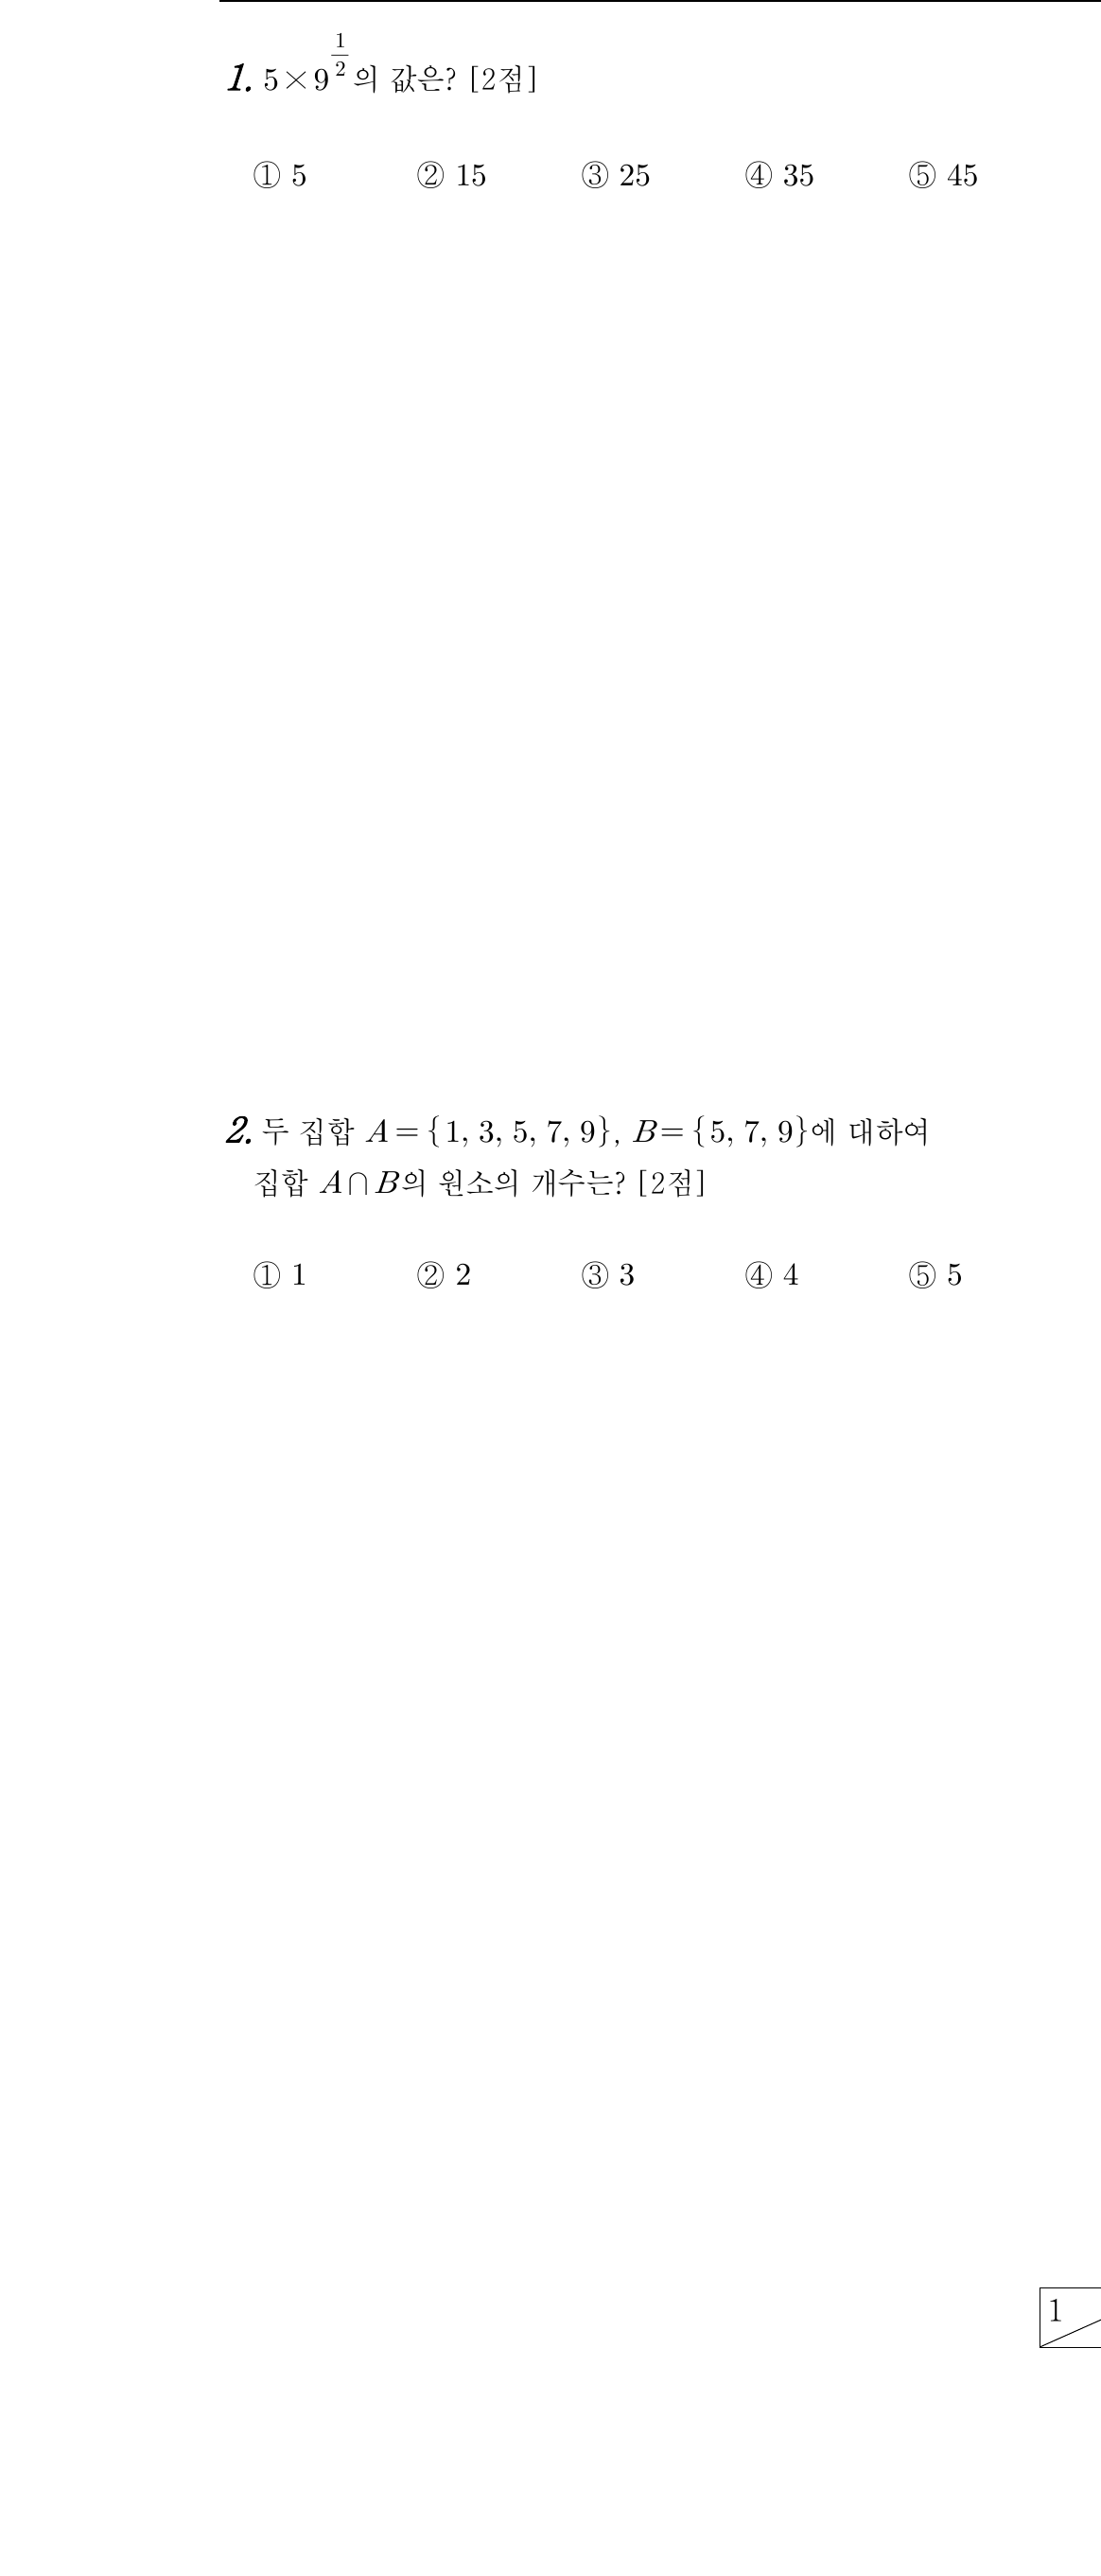 1. 5×9^{\frac{1}{2}}의 값은? [2점]
① 5 ② 15 ③ 25 ④ 35 ⑤ 45
2. 두 집합 A={1, 3, 5, 7, 9}, B={5, 7, 9}에 대하여
집합 A∩B의 원소의 개수는? [2점]
① 1 ② 2 ③ 3 ④ 4 ⑤ 5
1